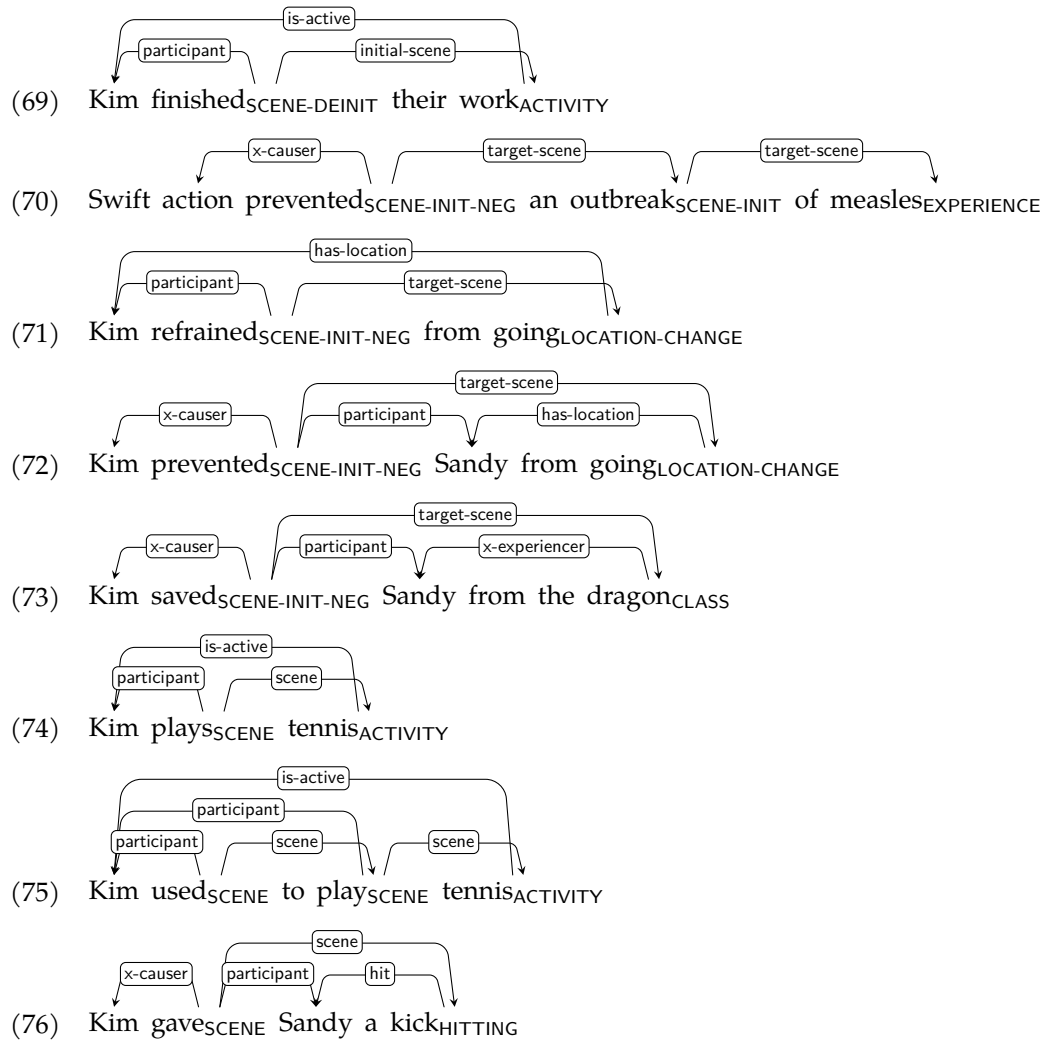 is-active
participant initial-scene
(69) Kim finishedSCENE-DEINIT their workACTIVITY
x-causer target-scene target-scene
(70) Swift action preventedSCENE-INIT-NEG an outbreakSCENE-INIT of measlesEXPERIENCE
has-location
participant target-scene
(71) Kim refrainedSCENE-INIT-NEG from goingLOCATION-CHANGE
target-scene
x-causer participant has-location
(72) Kim preventedSCENE-INIT-NEG Sandy from goingLOCATION-CHANGE
target-scene
x-causer participant x-experiencer
(73) Kim savedSCENE-INIT-NEG Sandy from the dragonCLASS
is-active
participant scene
(74) Kim playsSCENE tennisACTIVITY
is-active
participant
participant scene scene
(75) Kim usedSCENE to playSCENE tennisACTIVITY
scene
x-causer participant hit
(76) Kim gaveSCENE Sandy a kickHITTING